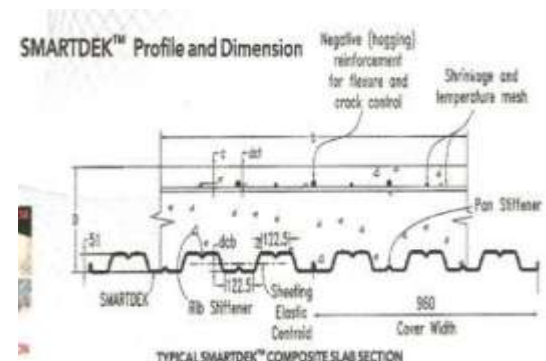 SMARTDEK™ Profile and Dimension
Negative (hogging)
reinforcement
for flexure and
crack control
Shrinkage and
temperature mesh
c
dct
D
Pan Stiffener
51
dcb
(122.5)
(122.5)
SMARTDEK
Rib Stiffener
Sheeting
Elastic
Centroid
960
Cover Width
TYPICAL SMARTDEK™ COMPOSITE SLAB SECTION